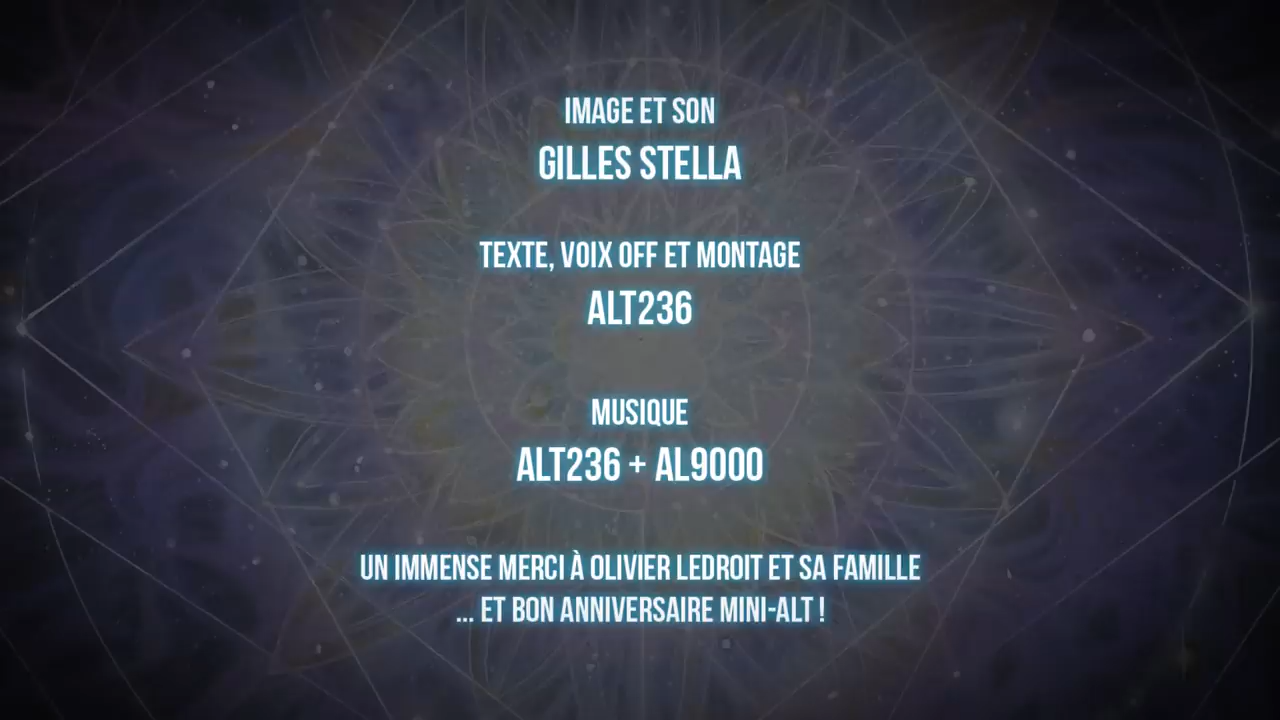 IMAGE ET SON
GILLES STELLA
TEXTE, VOIX OFF ET MONTAGE
ALT236
MUSIQUE
ALT236 + AL9000
UN IMMENSE MERCI À OLIVIER LEDROIT ET SA FAMILLE
... ET BON ANNIVERSAIRE MINI-ALT !